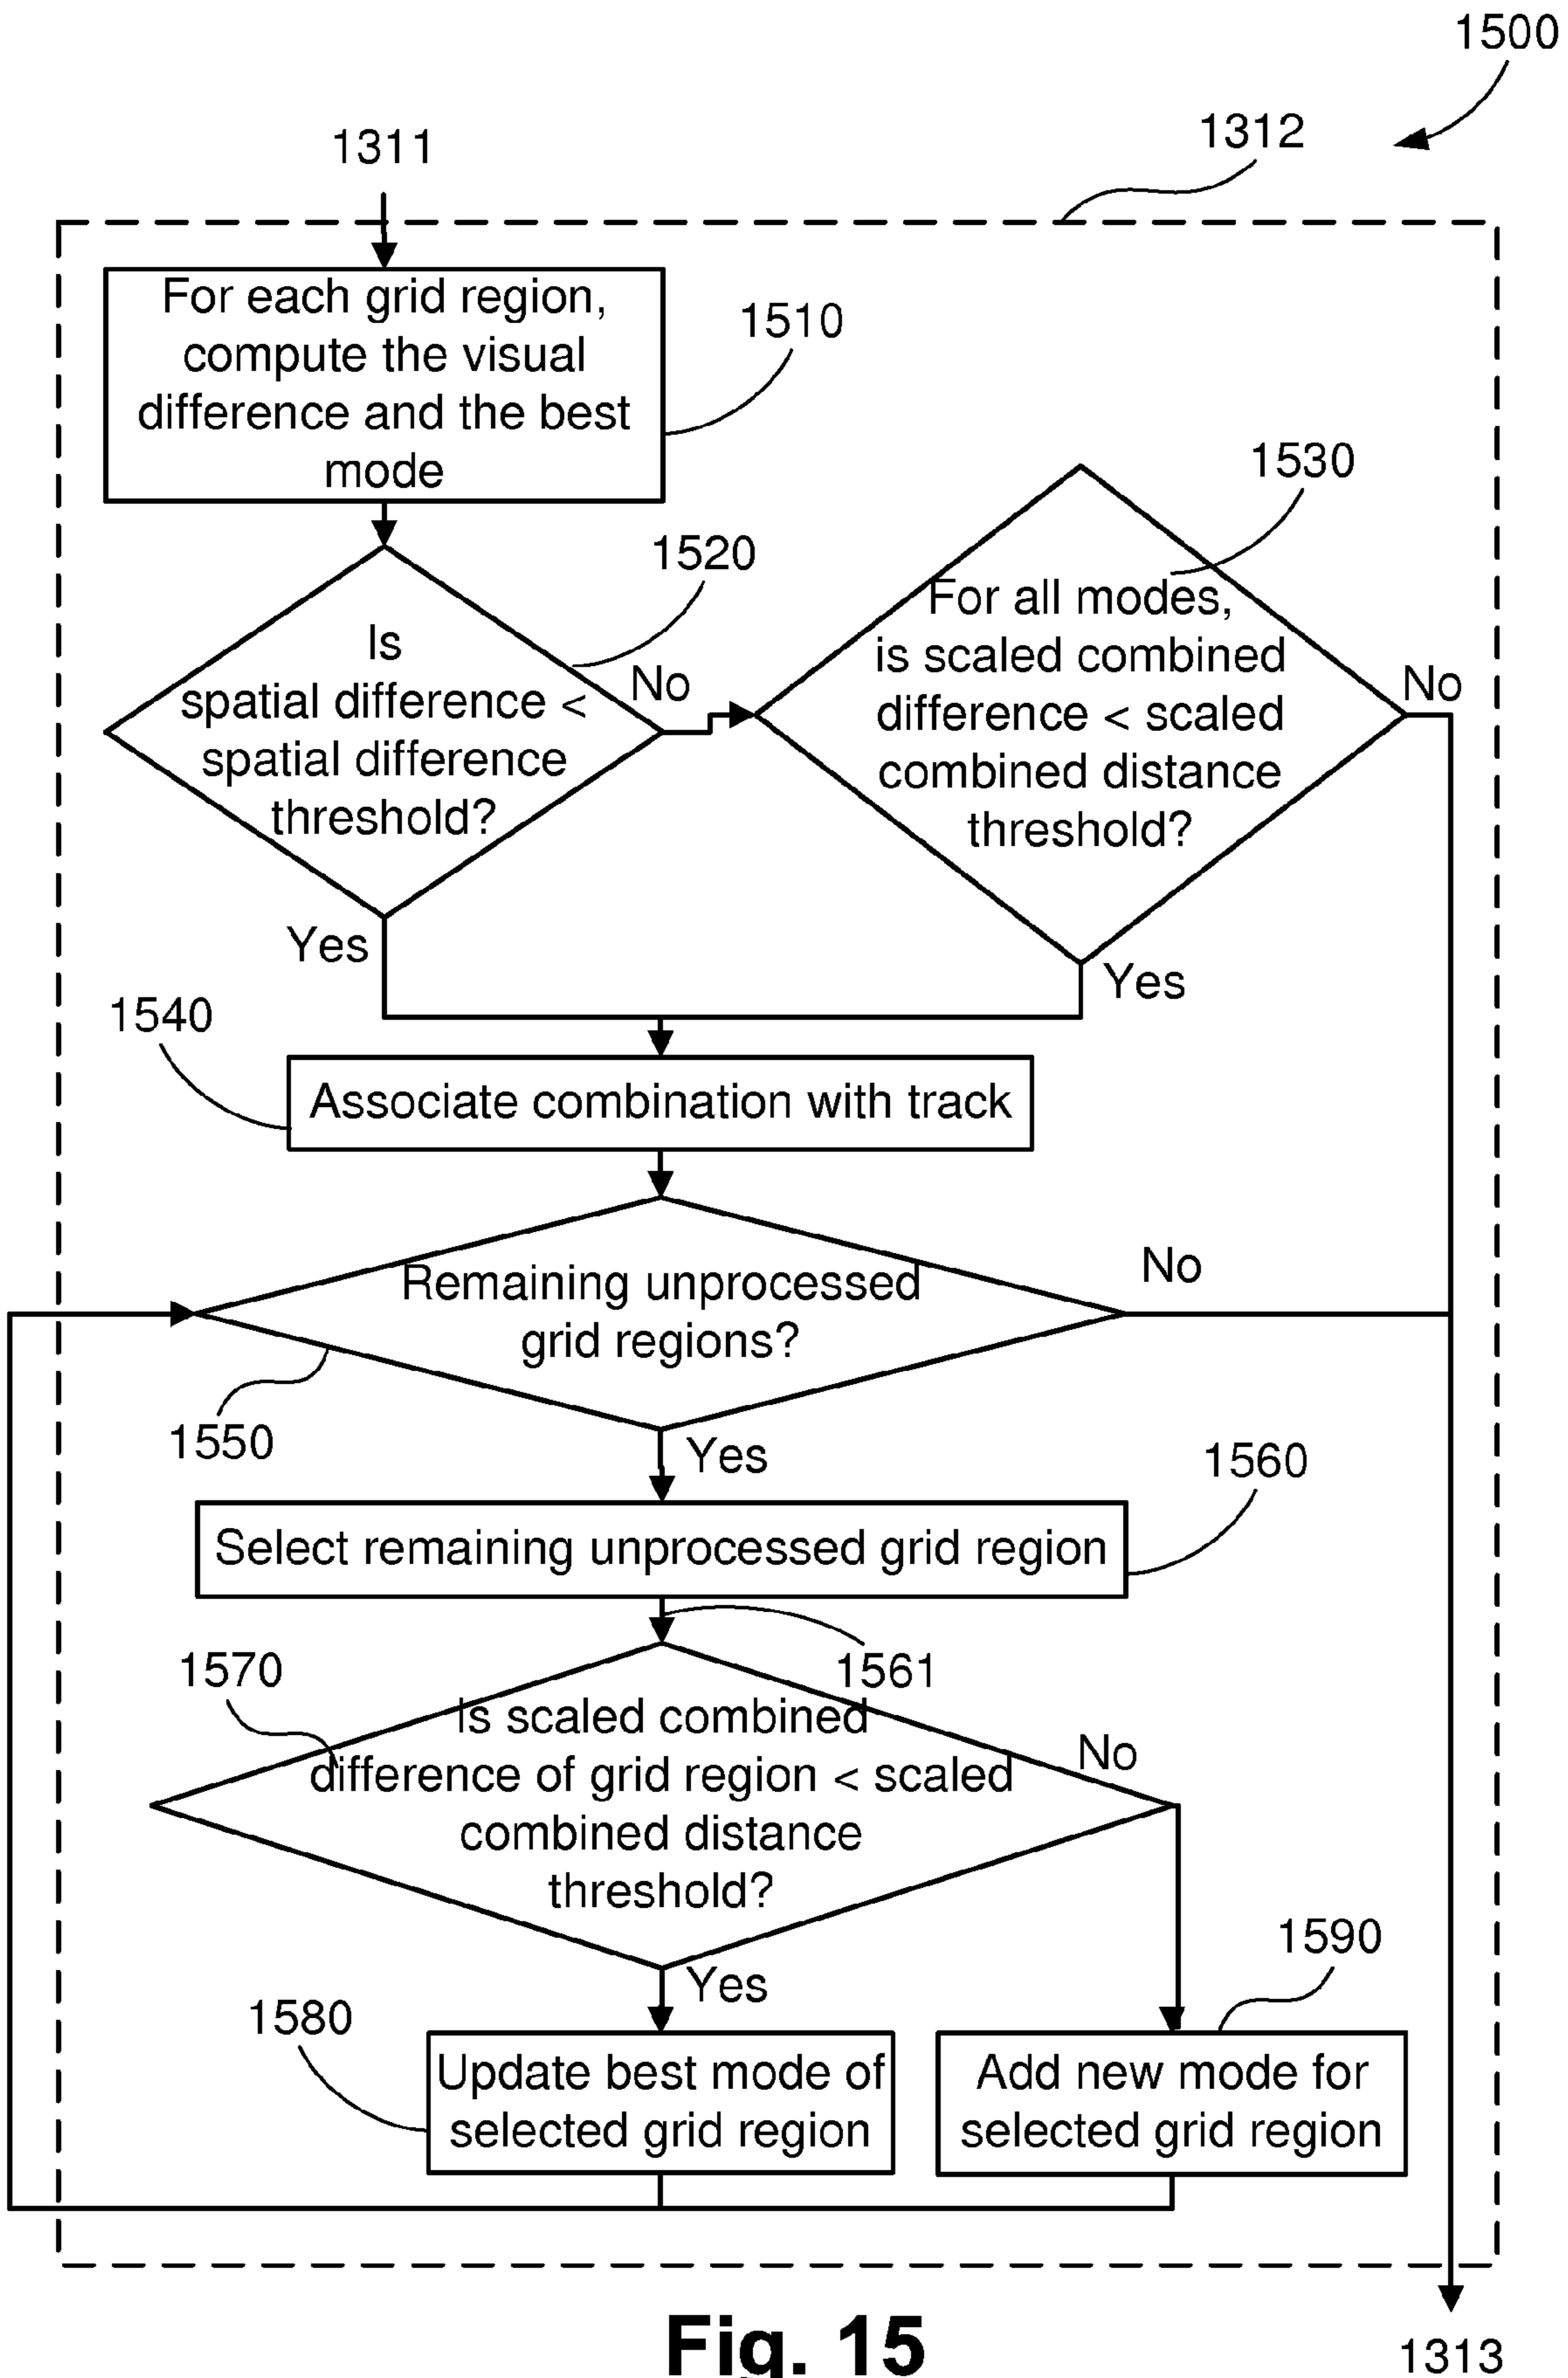 1500
1311
1312
For each grid region,
compute the visual
difference and the best
mode
1510
1520
1530
Is
spatial difference <
spatial difference
threshold?
No
For all modes,
is scaled combined
difference < scaled
combined distance
threshold?
No
Yes
Yes
1540
Associate combination with track
Remaining unprocessed
grid regions?
No
1550
Yes
1560
Select remaining unprocessed grid region
1561
1570
Is scaled combined
difference of grid region < scaled
combined distance
threshold?
No
Yes
1580
1590
Update best mode of
selected grid region
Add new mode for
selected grid region
Fig. 15
1313